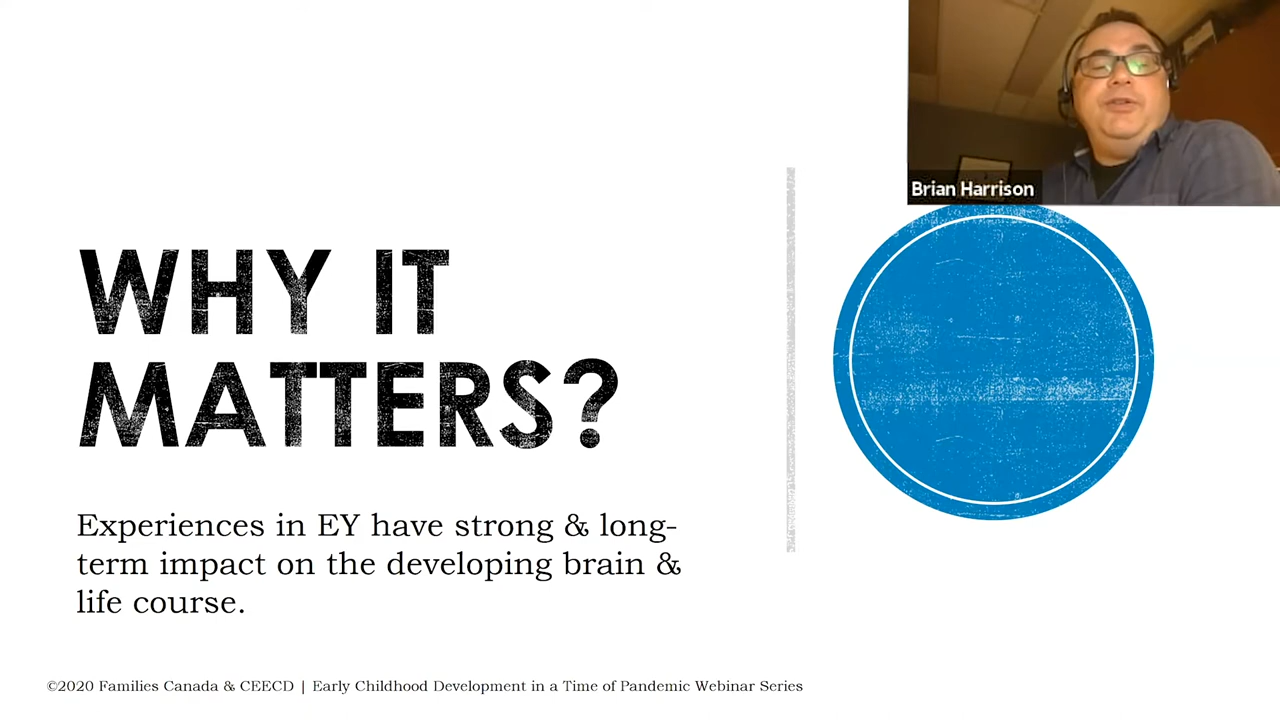 Brian Harrison
WHY IT
MATTERS?
Experiences in EY have strong & long-
term impact on the developing brain &
life course.
©2020 Families Canada & CEECD | Early Childhood Development in a Time of Pandemic Webinar Series